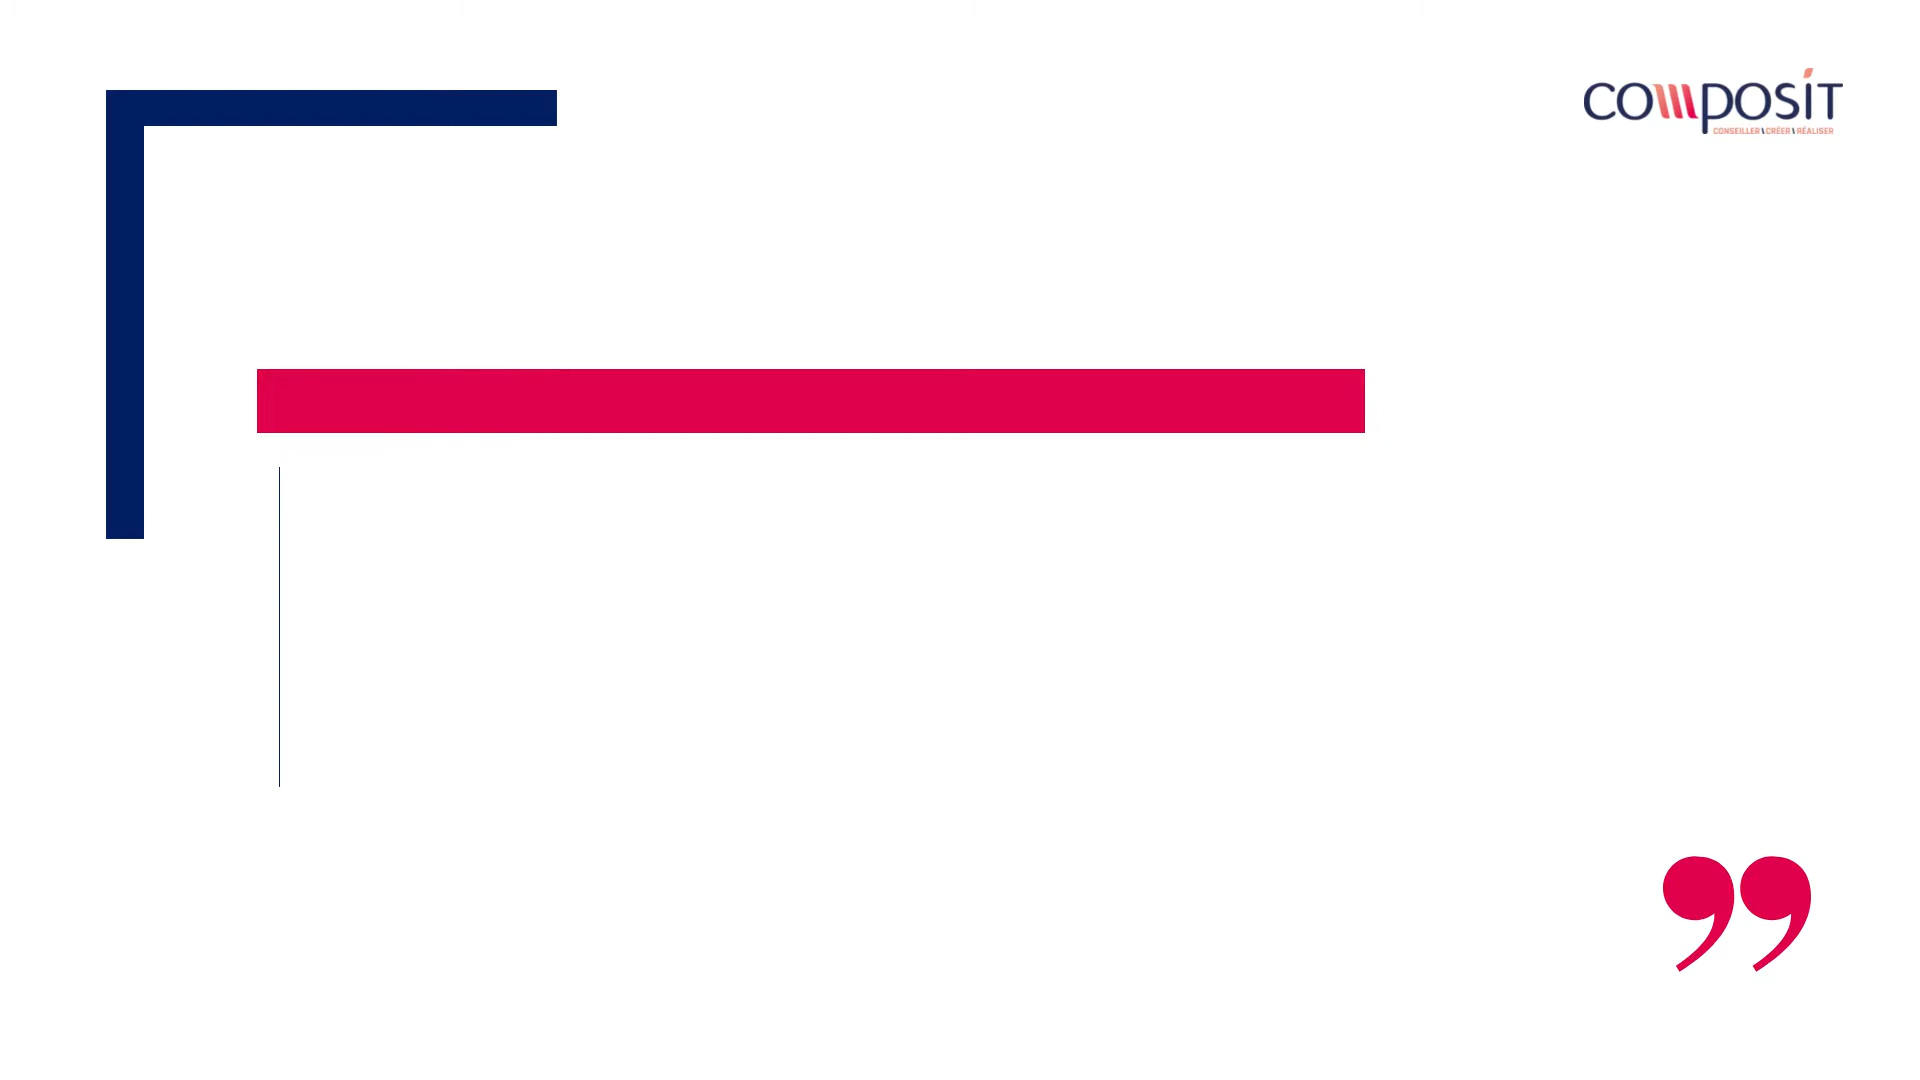 composit
CONSEILLER \ CRÉER \ RÉALISER
”